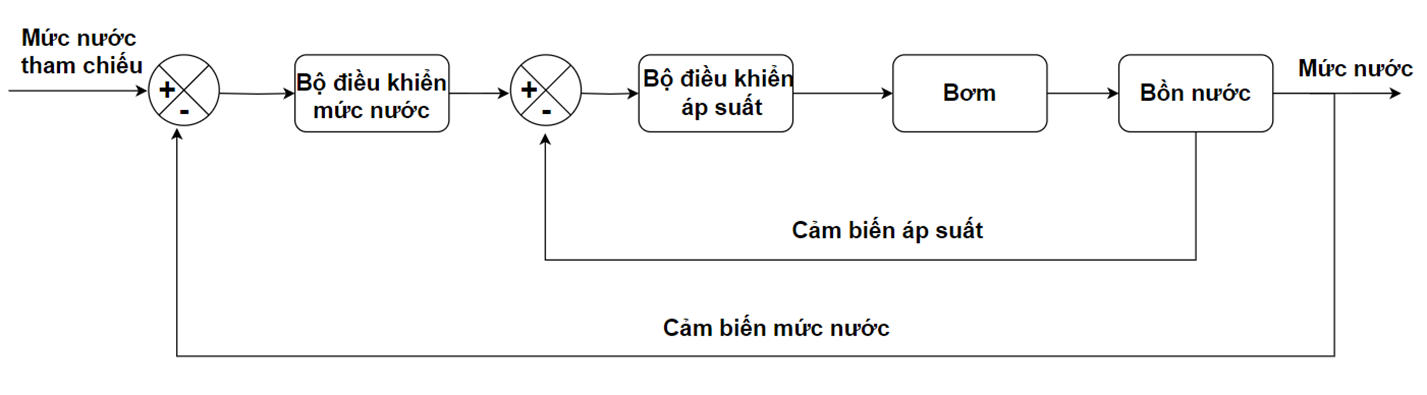 Mức nước
tham chiếu
+
-
Bộ điều khiển
mức nước
+
-
Bộ điều khiển
áp suất
Bơm
Bồn nước
Mức nước
Cảm biến áp suất
Cảm biến mức nước